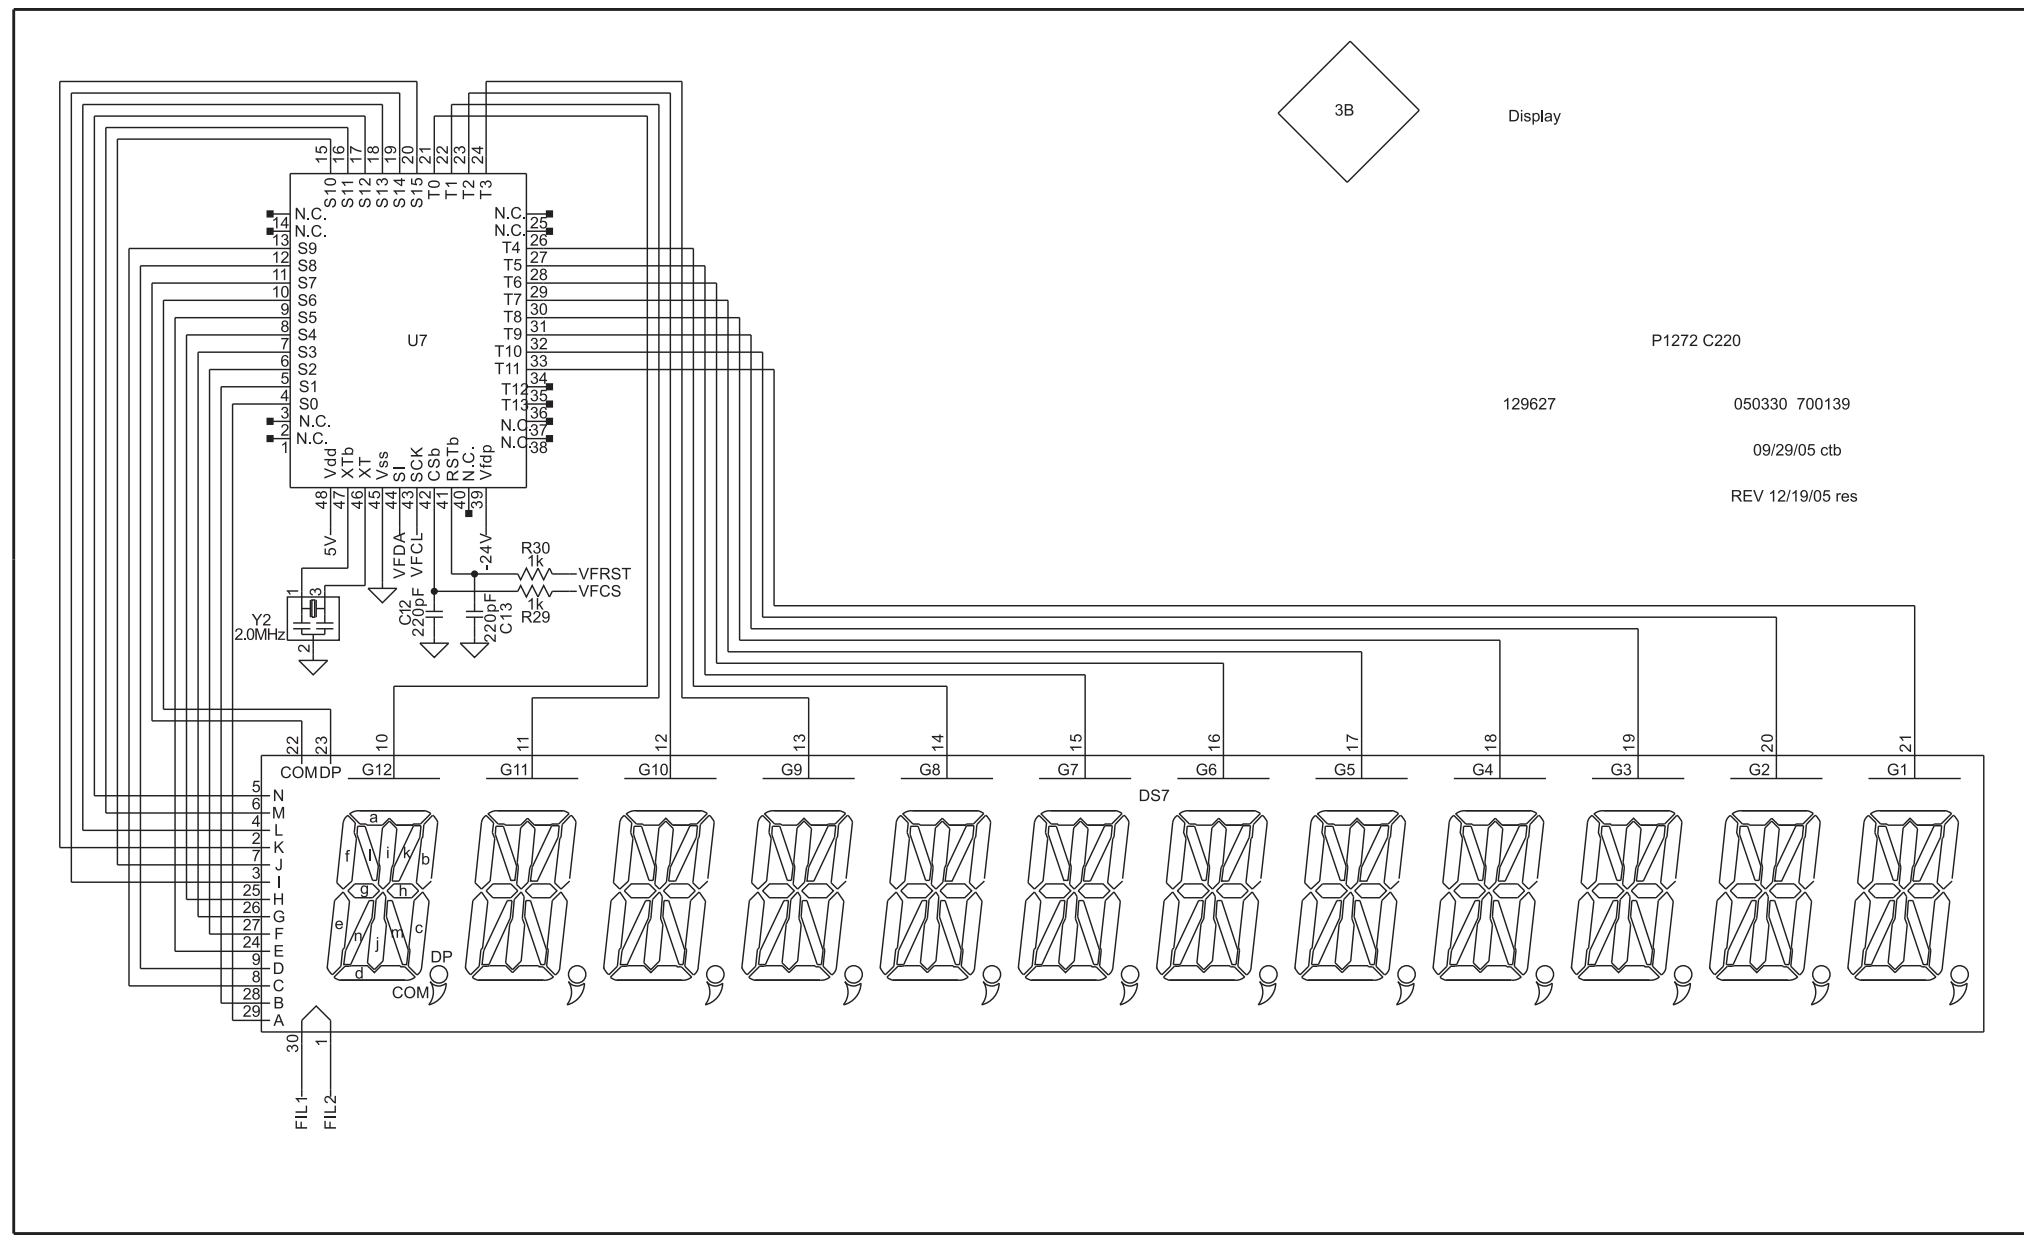 3B
Display
P1272 C220
129627
050330 700139
09/29/05 ctb
REV 12/19/05 res
15 16 17 18 19 20 21 22 23 24
S10 S11 S12 S13 S14 S15 T0 T1 T2 T3
N.C. N.C.
14 25
N.C. N.C.
13 26
S9 T4
12 27
S8 T5
11 28
S7 T6
10 29
S6 T7
9 30
S5 T8
8 31
S4 T9
U7
7 32
S3 T10
6 33
S2 T11
5 34
S1 T12
4 35
S0 T13
3 36
N.C. N.C.
2 37
N.C. N.C.
1 38
Vdd XTb XT Vss SI SCK CSb RSTb N.C. Vfdp
48 47 46 45 44 43 42 41 40 39
5V VFDA VFCL -24V
R30
1k
VFRST
VFCS
1k
R29
C12
220pF
220pF
C13
1 3
Y2
2.0MHz
2
22 23 10 11 12 13 14 15 16 17 18 19 20 21
COM DP G12 G11 G10 G9 G8 G7 G6 G5 G4 G3 G2 G1
DS7
5 N
6 M
4 L
2 K
7 J
3 I
25 H
26 G
27 F
24 E
9 D
8 C
28 B
29 A
a
f l i k b
g h
e n j m c
d
DP
COM
30 1
FIL1 FIL2